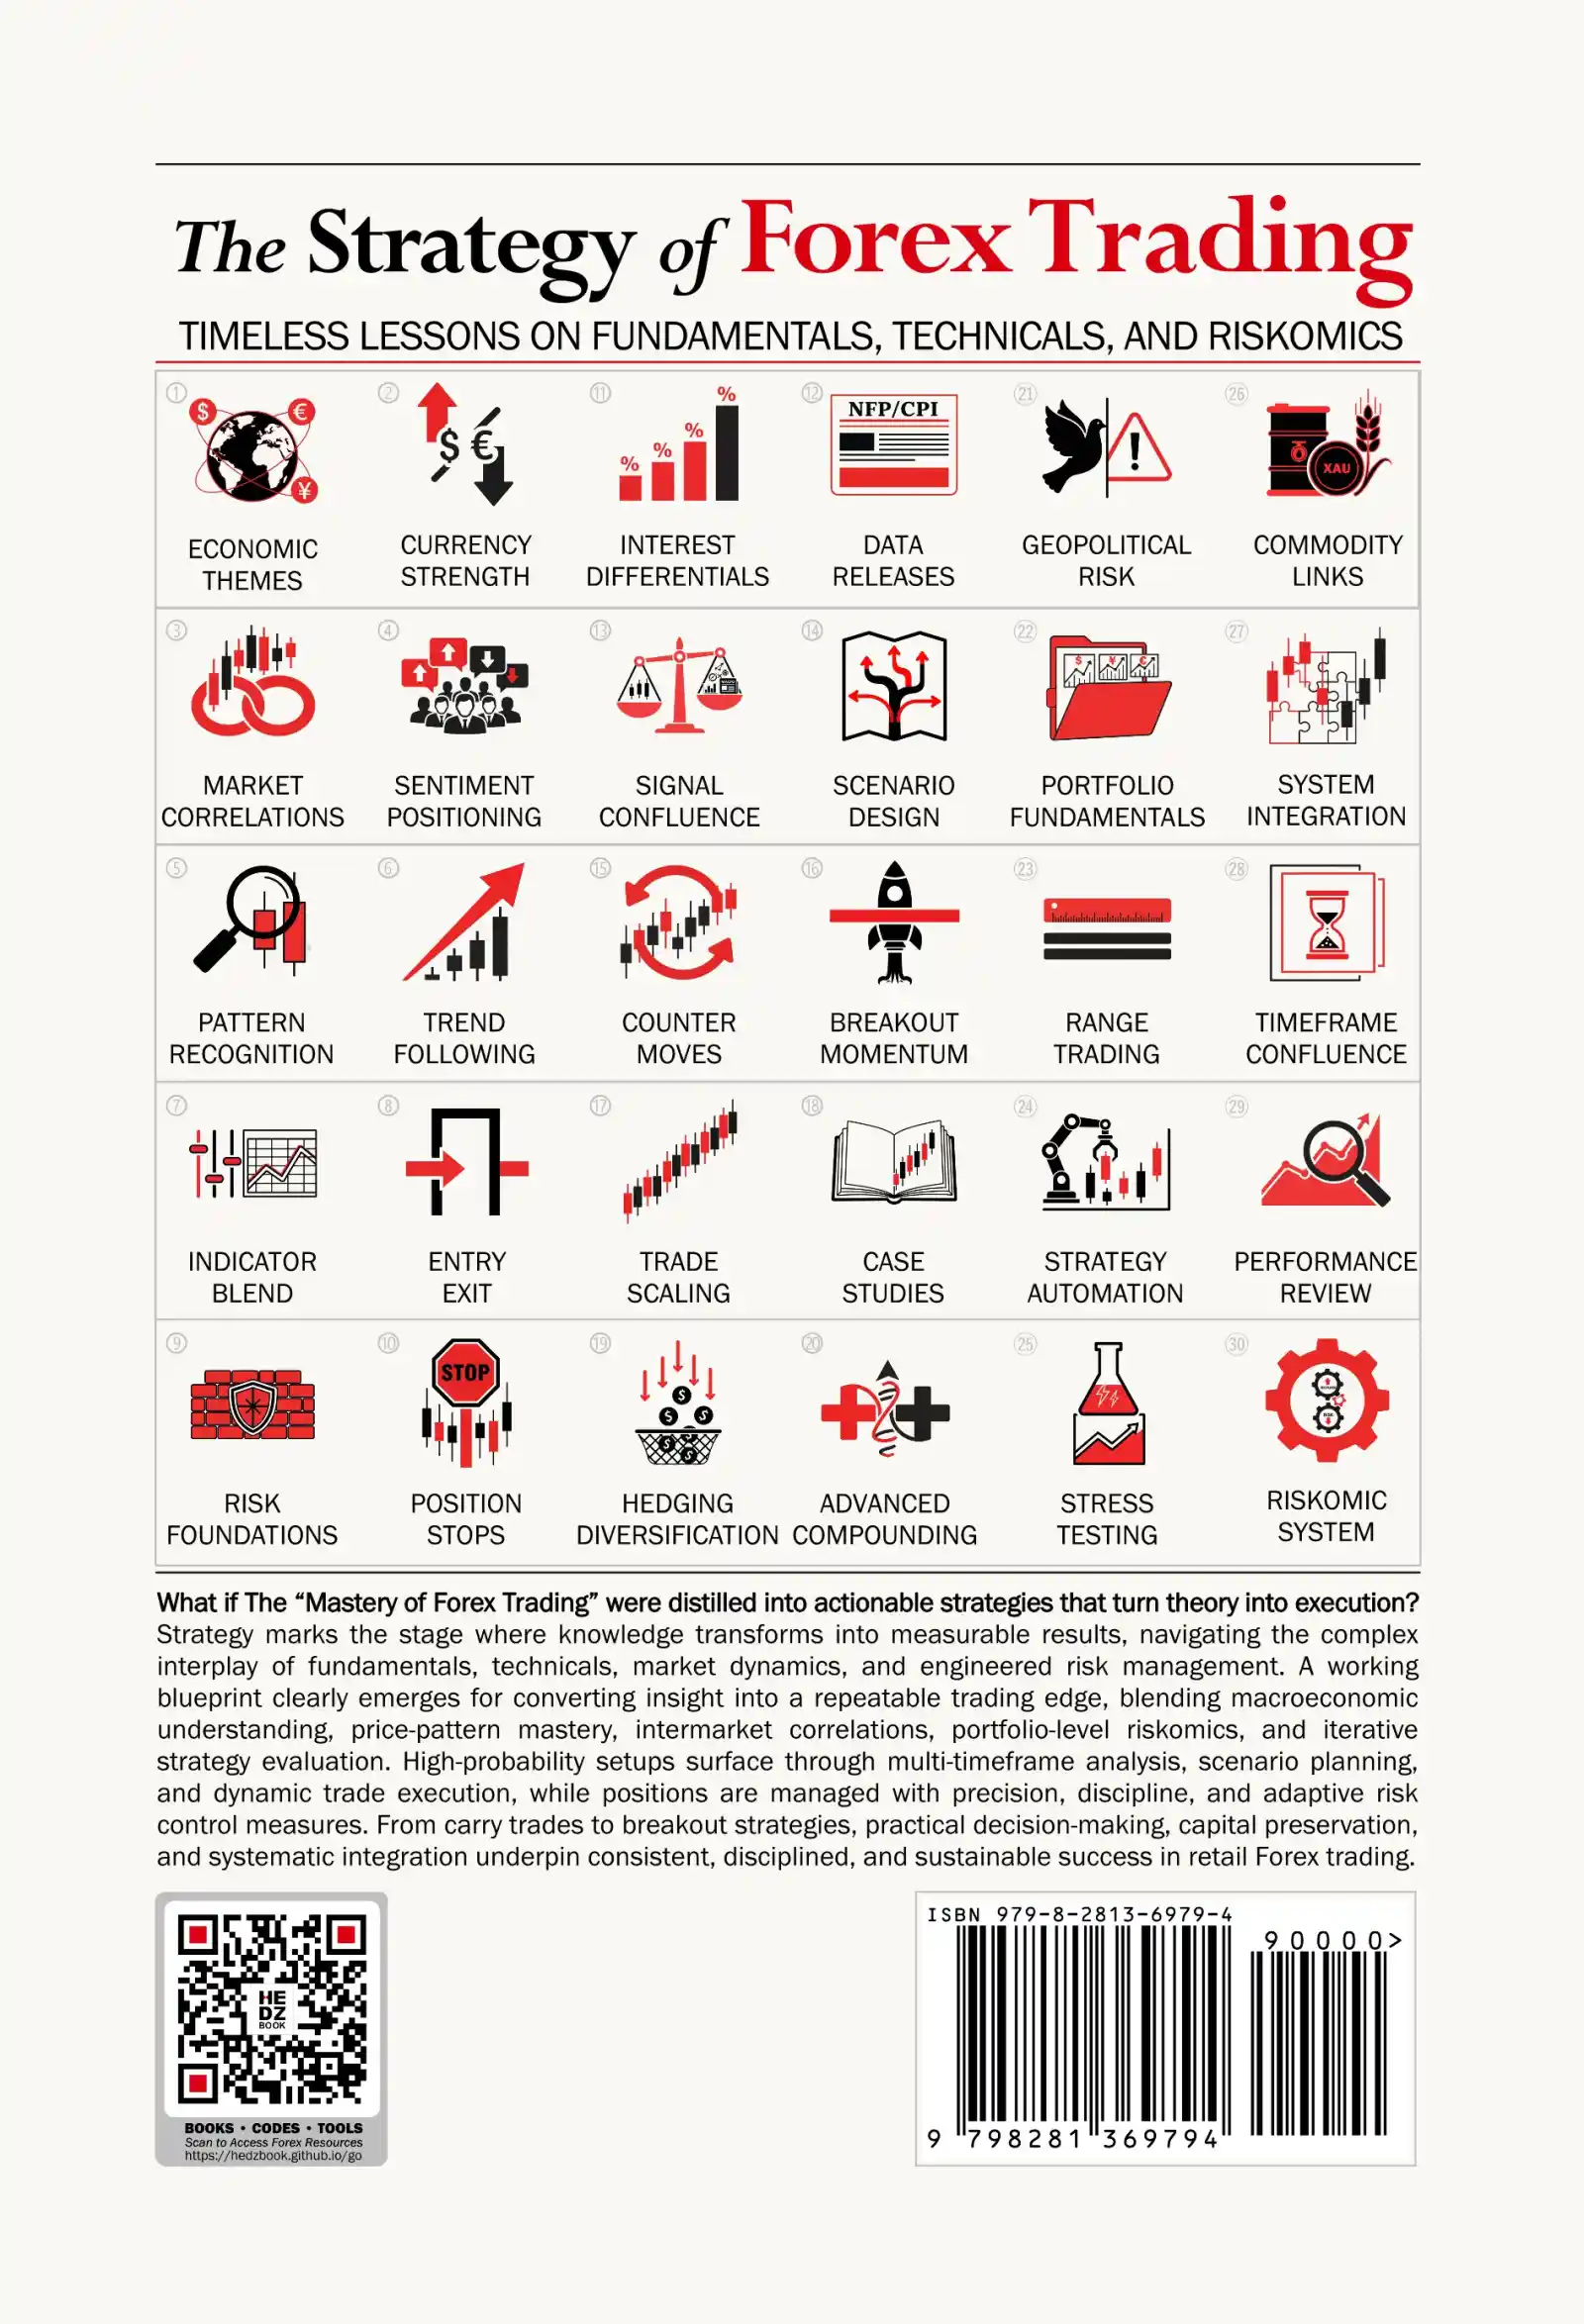 The Strategy of Forex Trading
TIMELESS LESSONS ON FUNDAMENTALS, TECHNICALS, AND RISKOMICS
1
$
€
¥
ECONOMIC
THEMES
2
$ €
CURRENCY
STRENGTH
11
% % % %
INTEREST
DIFFERENTIALS
12
NFP/CPI
DATA
RELEASES
21
!
GEOPOLITICAL
RISK
26
XAU
COMMODITY
LINKS
3
MARKET
CORRELATIONS
4
SENTIMENT
POSITIONING
13
SIGNAL
CONFLUENCE
14
SCENARIO
DESIGN
22
$ ¥ €
PORTFOLIO
FUNDAMENTALS
27
SYSTEM
INTEGRATION
5
PATTERN
RECOGNITION
6
TREND
FOLLOWING
15
COUNTER
MOVES
16
BREAKOUT
MOMENTUM
23
RANGE
TRADING
28
TIMEFRAME
CONFLUENCE
7
INDICATOR
BLEND
8
ENTRY
EXIT
17
TRADE
SCALING
18
CASE
STUDIES
24
STRATEGY
AUTOMATION
29
PERFORMANCE
REVIEW
9
RISK
FOUNDATIONS
10
STOP
POSITION
STOPS
19
$ $ $ $ $
HEDGING
DIVERSIFICATION
20
ADVANCED
COMPOUNDING
25
STRESS
TESTING
30
RISKOMIC
SYSTEM
What if The “Mastery of Forex Trading” were distilled into actionable strategies that turn theory into execution?
Strategy marks the stage where knowledge transforms into measurable results, navigating the complex
interplay of fundamentals, technicals, market dynamics, and engineered risk management. A working
blueprint clearly emerges for converting insight into a repeatable trading edge, blending macroeconomic
understanding, price-pattern mastery, intermarket correlations, portfolio-level riskomics, and iterative
strategy evaluation. High-probability setups surface through multi-timeframe analysis, scenario planning,
and dynamic trade execution, while positions are managed with precision, discipline, and adaptive risk
control measures. From carry trades to breakout strategies, practical decision-making, capital preservation,
and systematic integration underpin consistent, disciplined, and sustainable success in retail Forex trading.
HE
DZ
BOOK
BOOKS • CODES • TOOLS
Scan to Access Forex Resources
https://hedzbook.github.io/go
ISBN 979-8-2813-6979-4
90000>
9 798281 369794